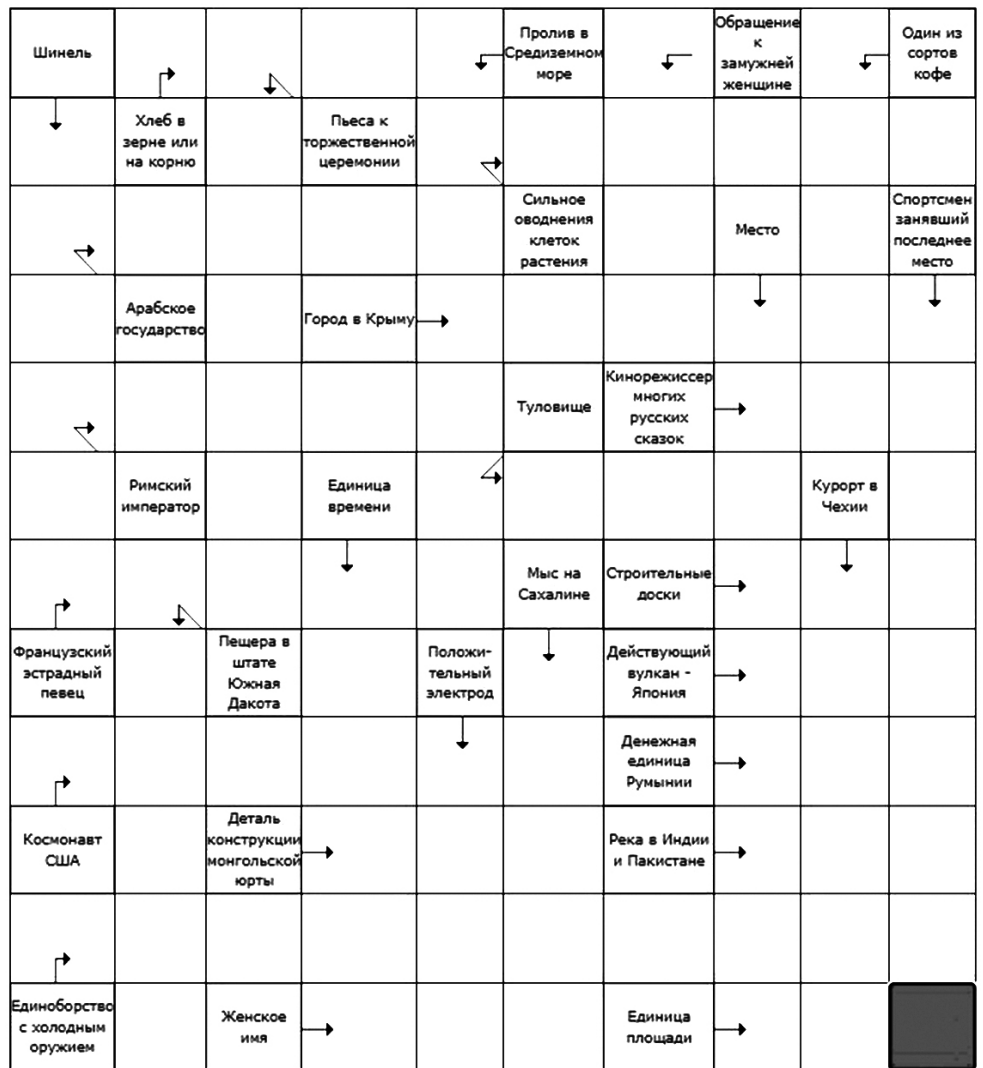 Шинель
Пролив в
Средиземном
море
Обращение
к
замужней
женщине
Один из
сортов
кофе
Хлеб в
зерне или
на корню
Пьеса к
торжественной
церемонии
Сильное
оводнения
клеток
растения
Место
Спортсмен
занявший
последнее
место
Арабское
государство
Город в Крыму
Туловище
Кинорежиссер
многих
русских
сказок
Римский
император
Единица
времени
Курорт в
Чехии
Мыс на
Сахалине
Строительные
доски
Французский
эстрадный
певец
Пещера в
штате
Южная
Дакота
Положи-
тельный
электрод
Действующий
вулкан -
Япония
Денежная
единица
Румынии
Космонавт
США
Деталь
конструкции
монгольской
юрты
Река в Индии
и Пакистане
Единоборство
с холодным
оружием
Женское
имя
Единица
площади